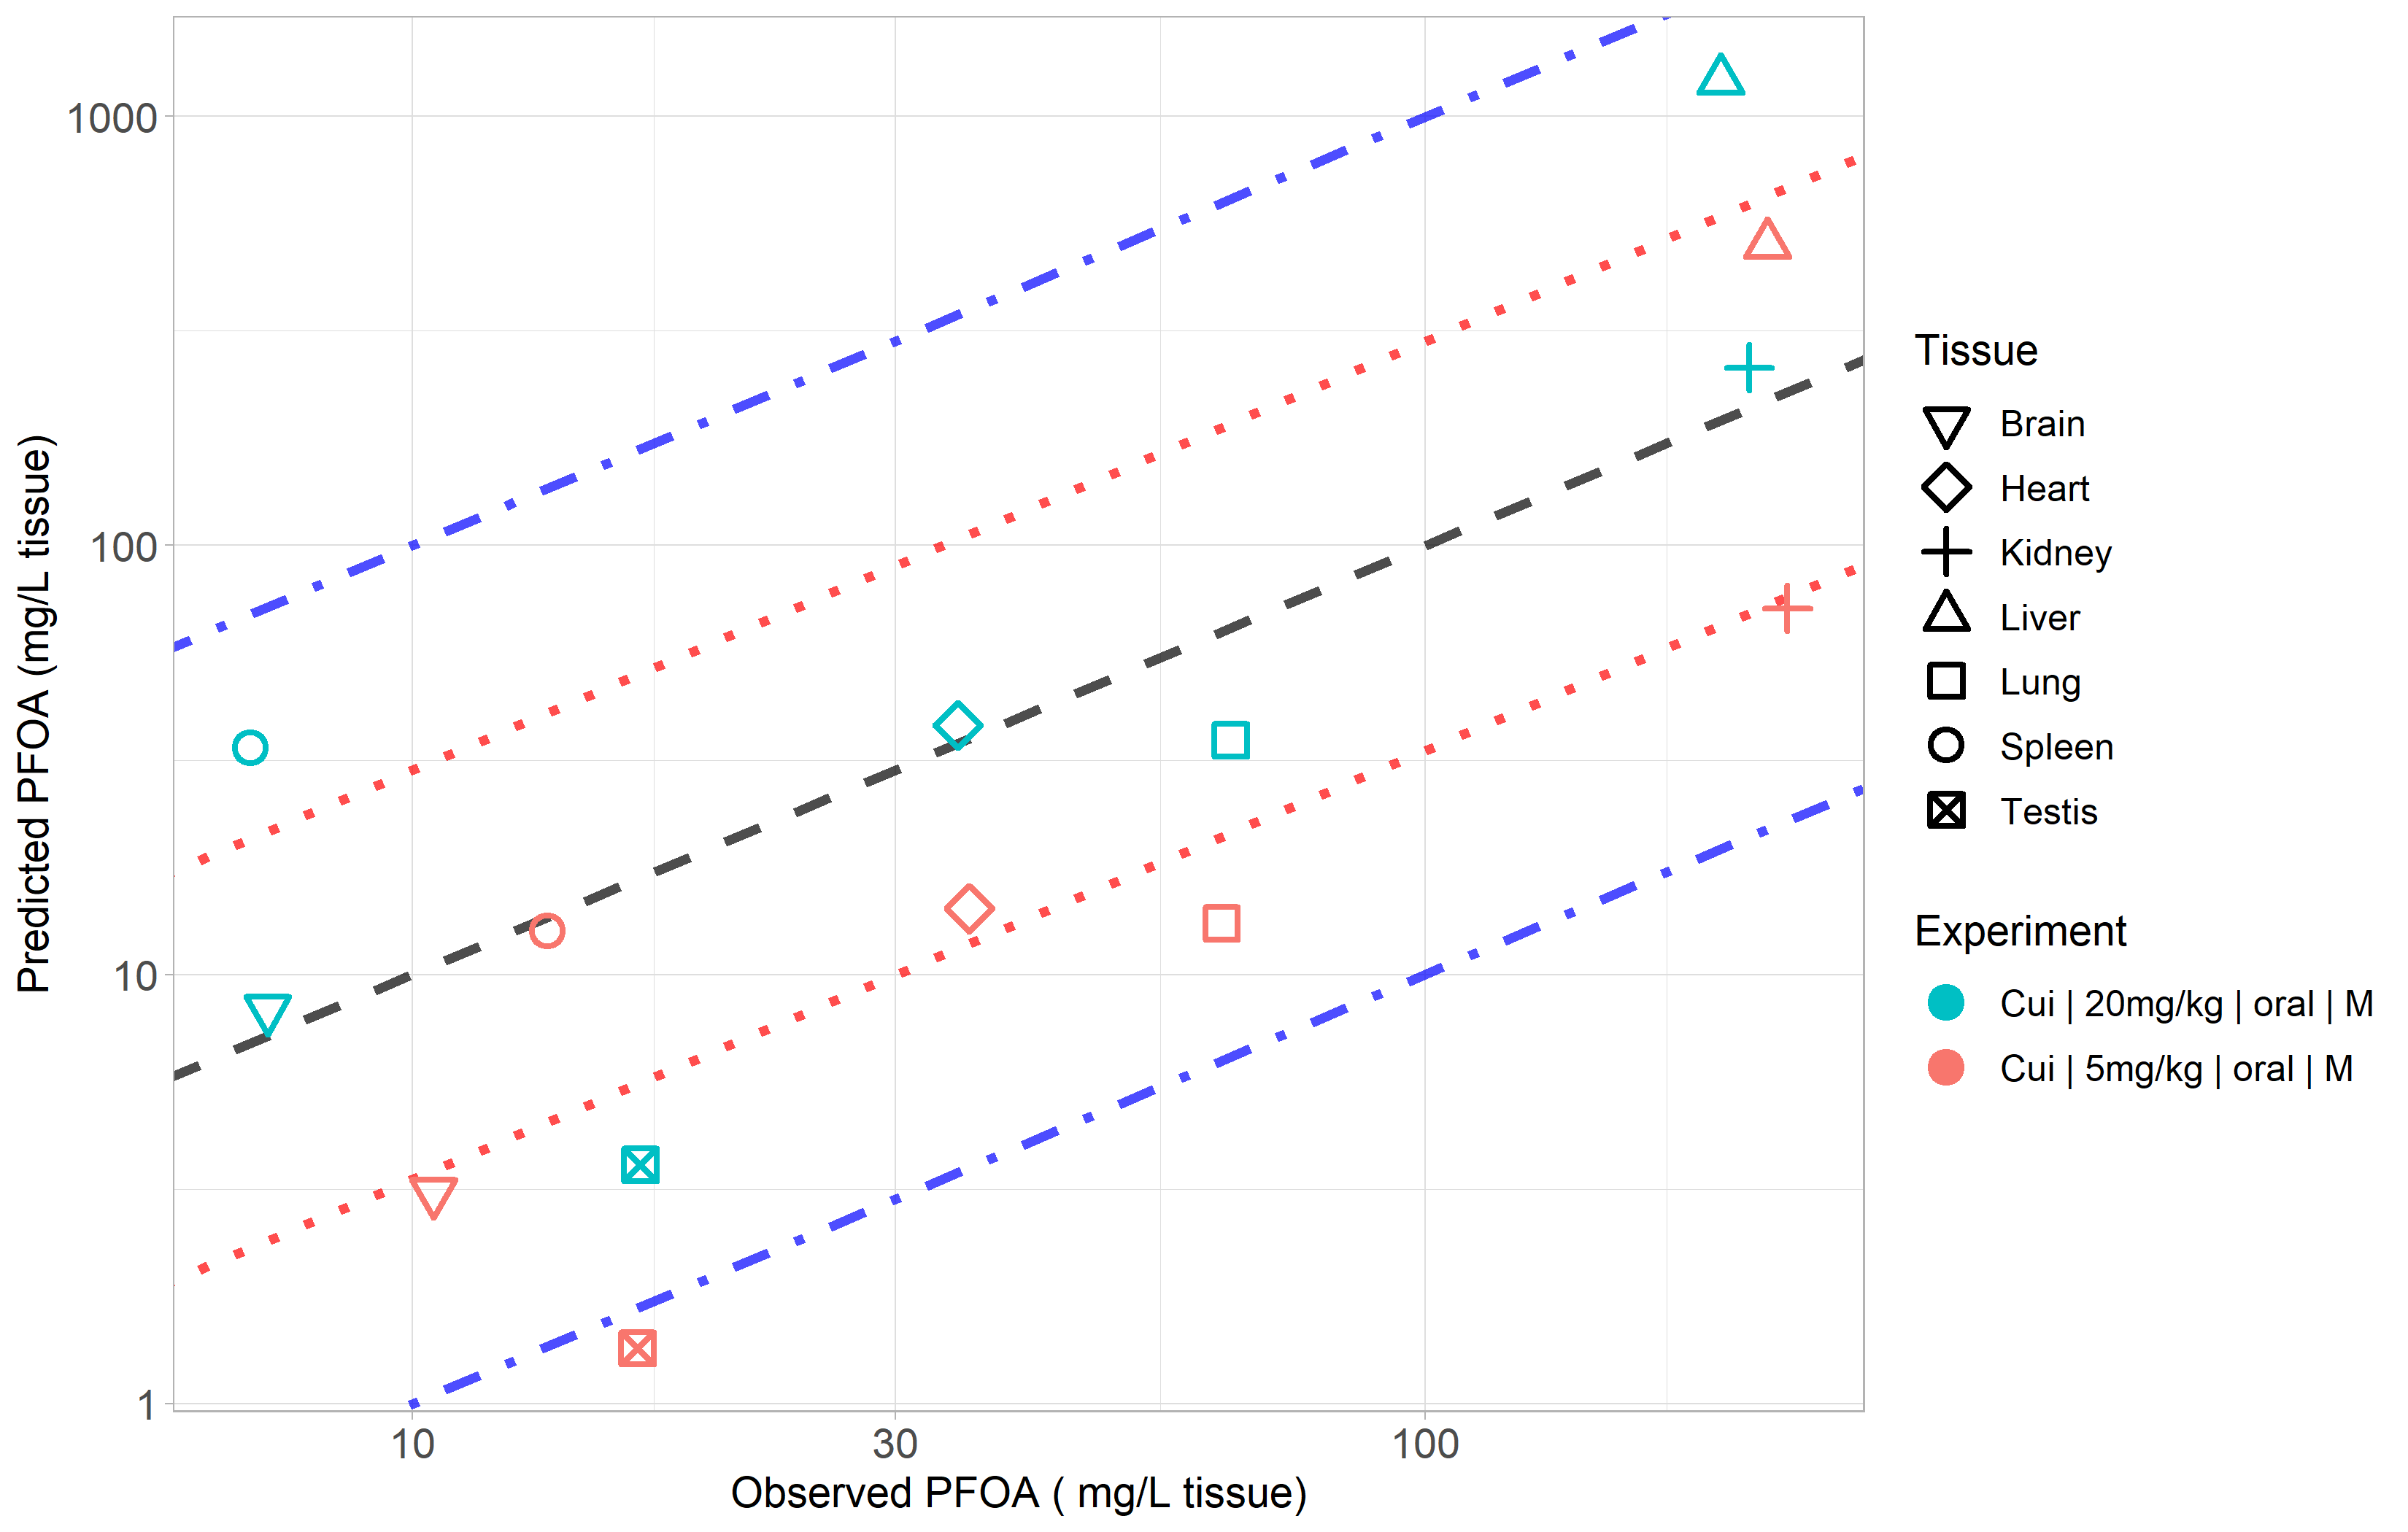 Predicted PFOA (mg/L tissue)
1000
100
10
1
10
30
100
Observed PFOA ( mg/L tissue)
Tissue
Brain
Heart
Kidney
Liver
Lung
Spleen
Testis
Experiment
Cui | 20mg/kg | oral | M
Cui | 5mg/kg | oral | M